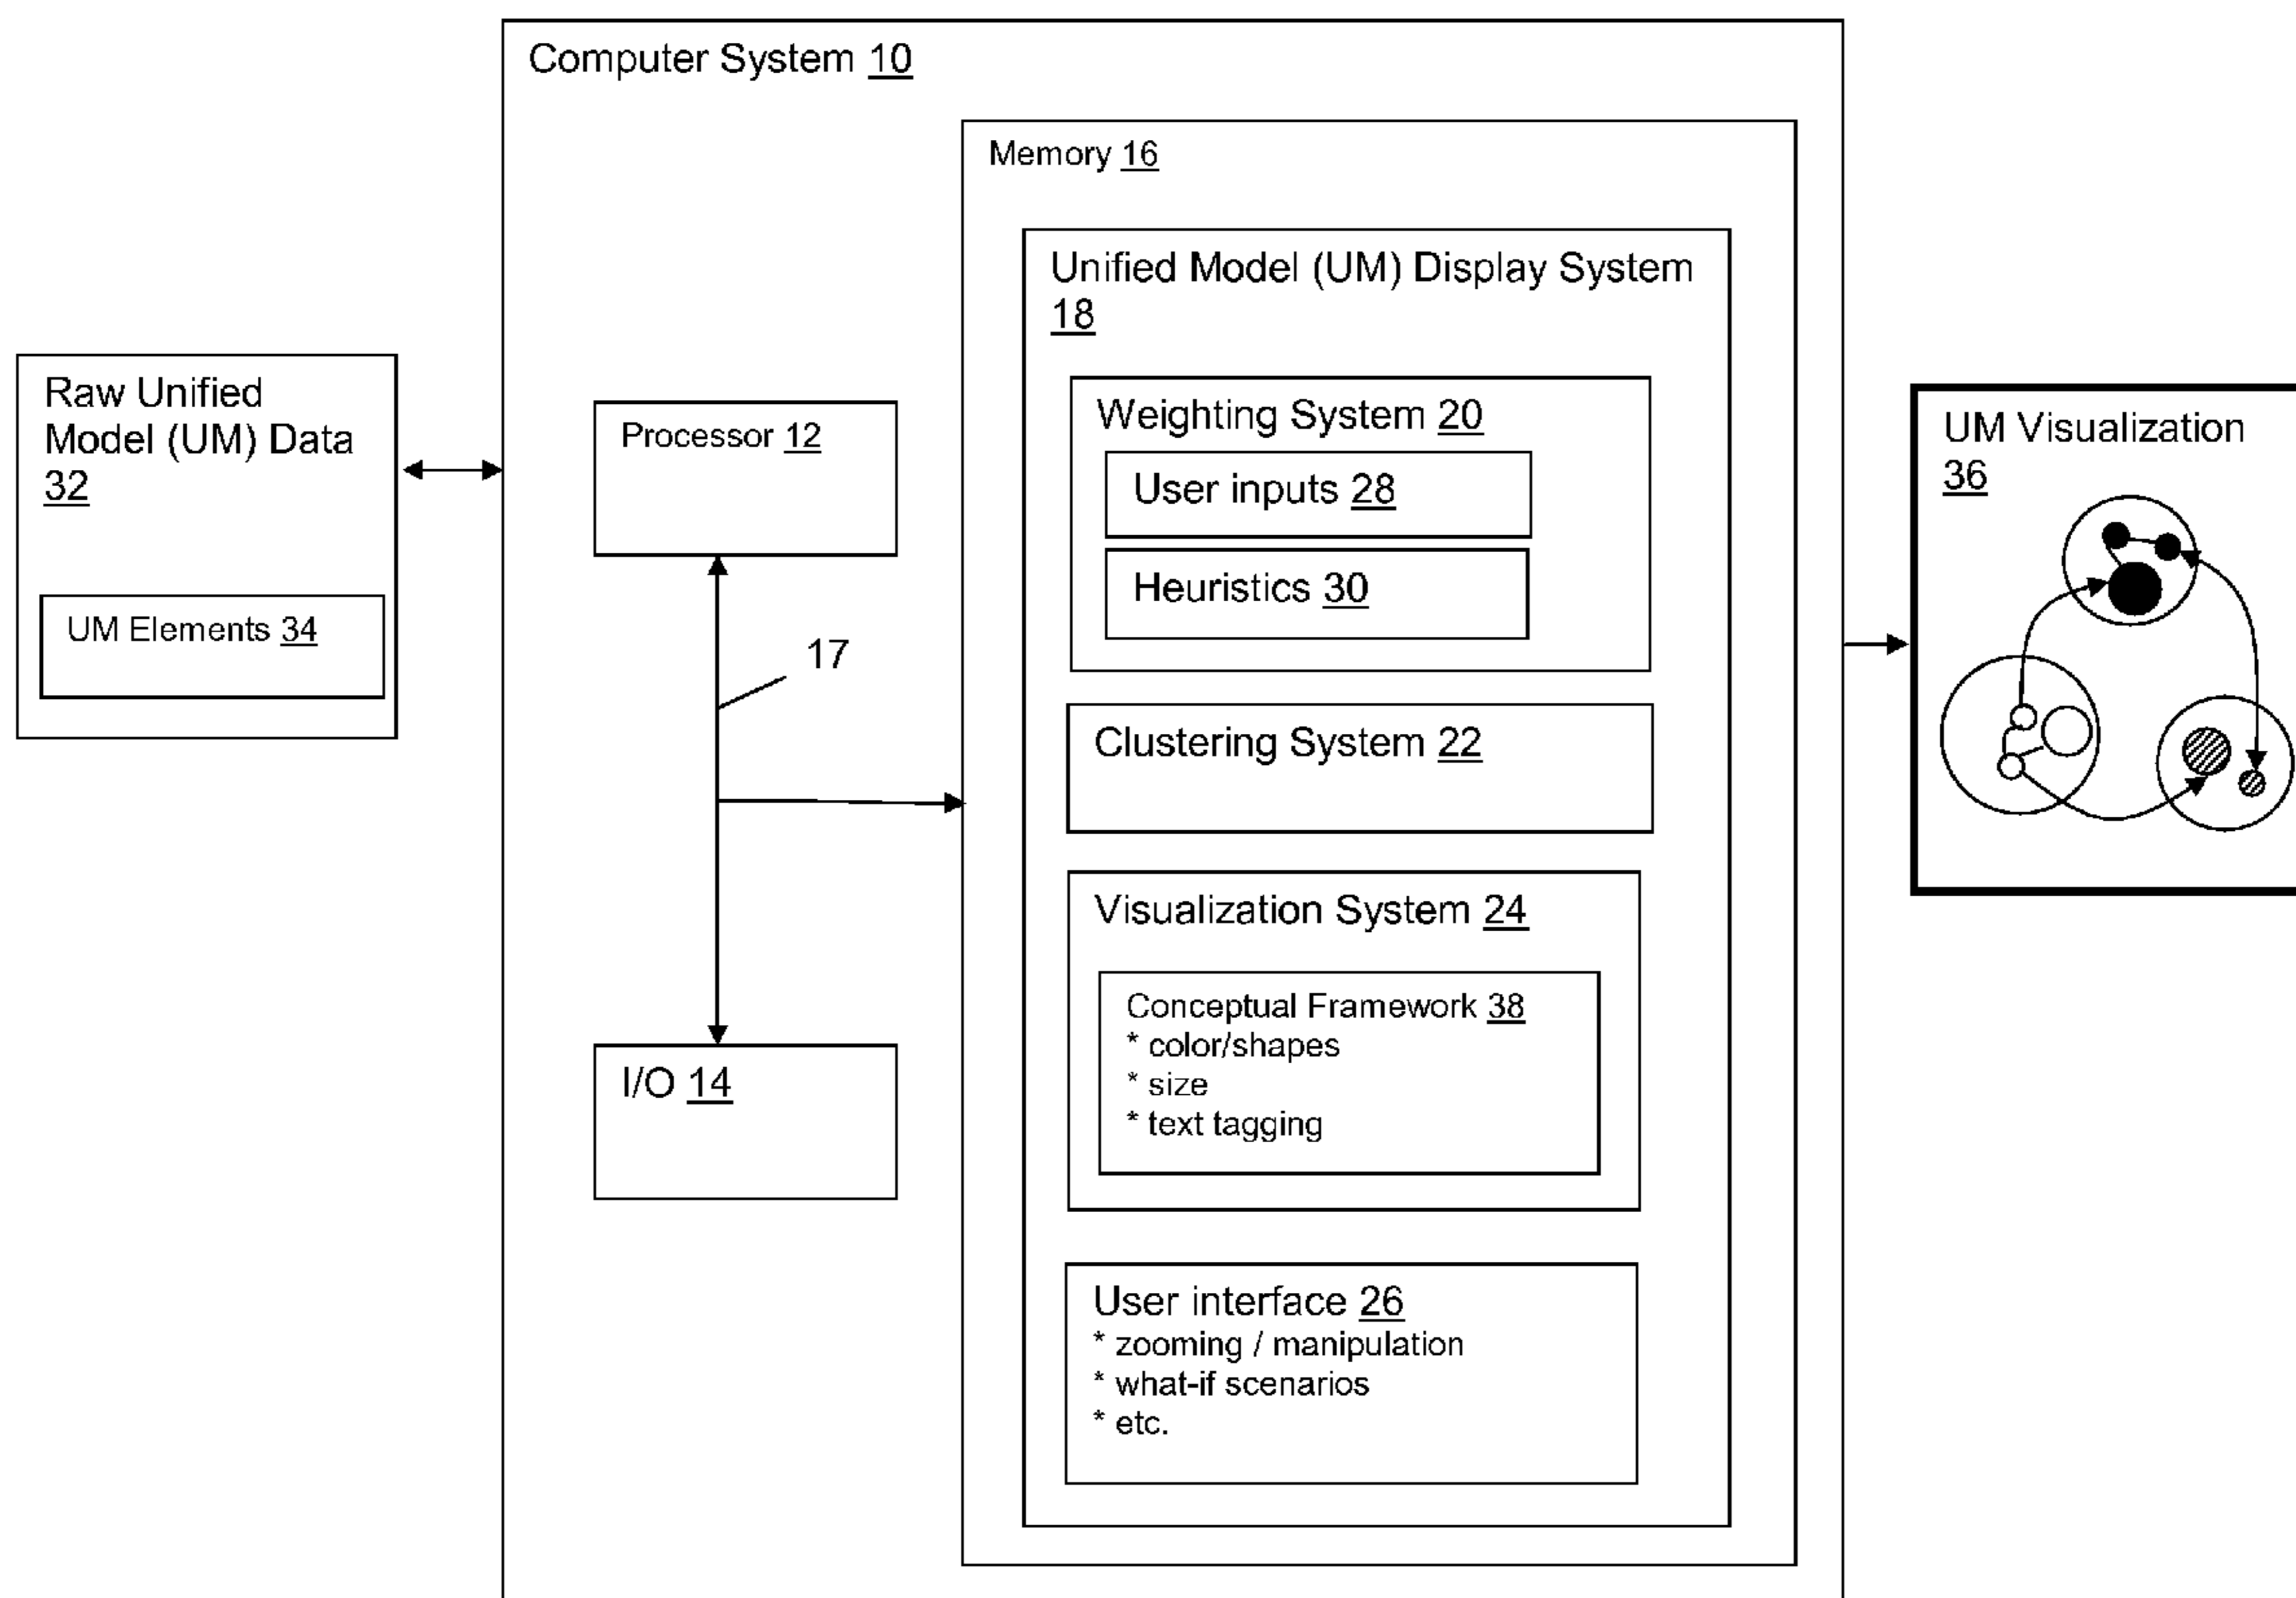 Computer System 10
Memory 16
Unified Model (UM) Display System
18
Raw Unified
Model (UM) Data
32
UM Elements 34
Processor 12
17
I/O 14
Weighting System 20
User inputs 28
Heuristics 30
Clustering System 22
Visualization System 24
Conceptual Framework 38
* color/shapes
* size
* text tagging
User interface 26
* zooming / manipulation
* what-if scenarios
* etc.
UM Visualization
36